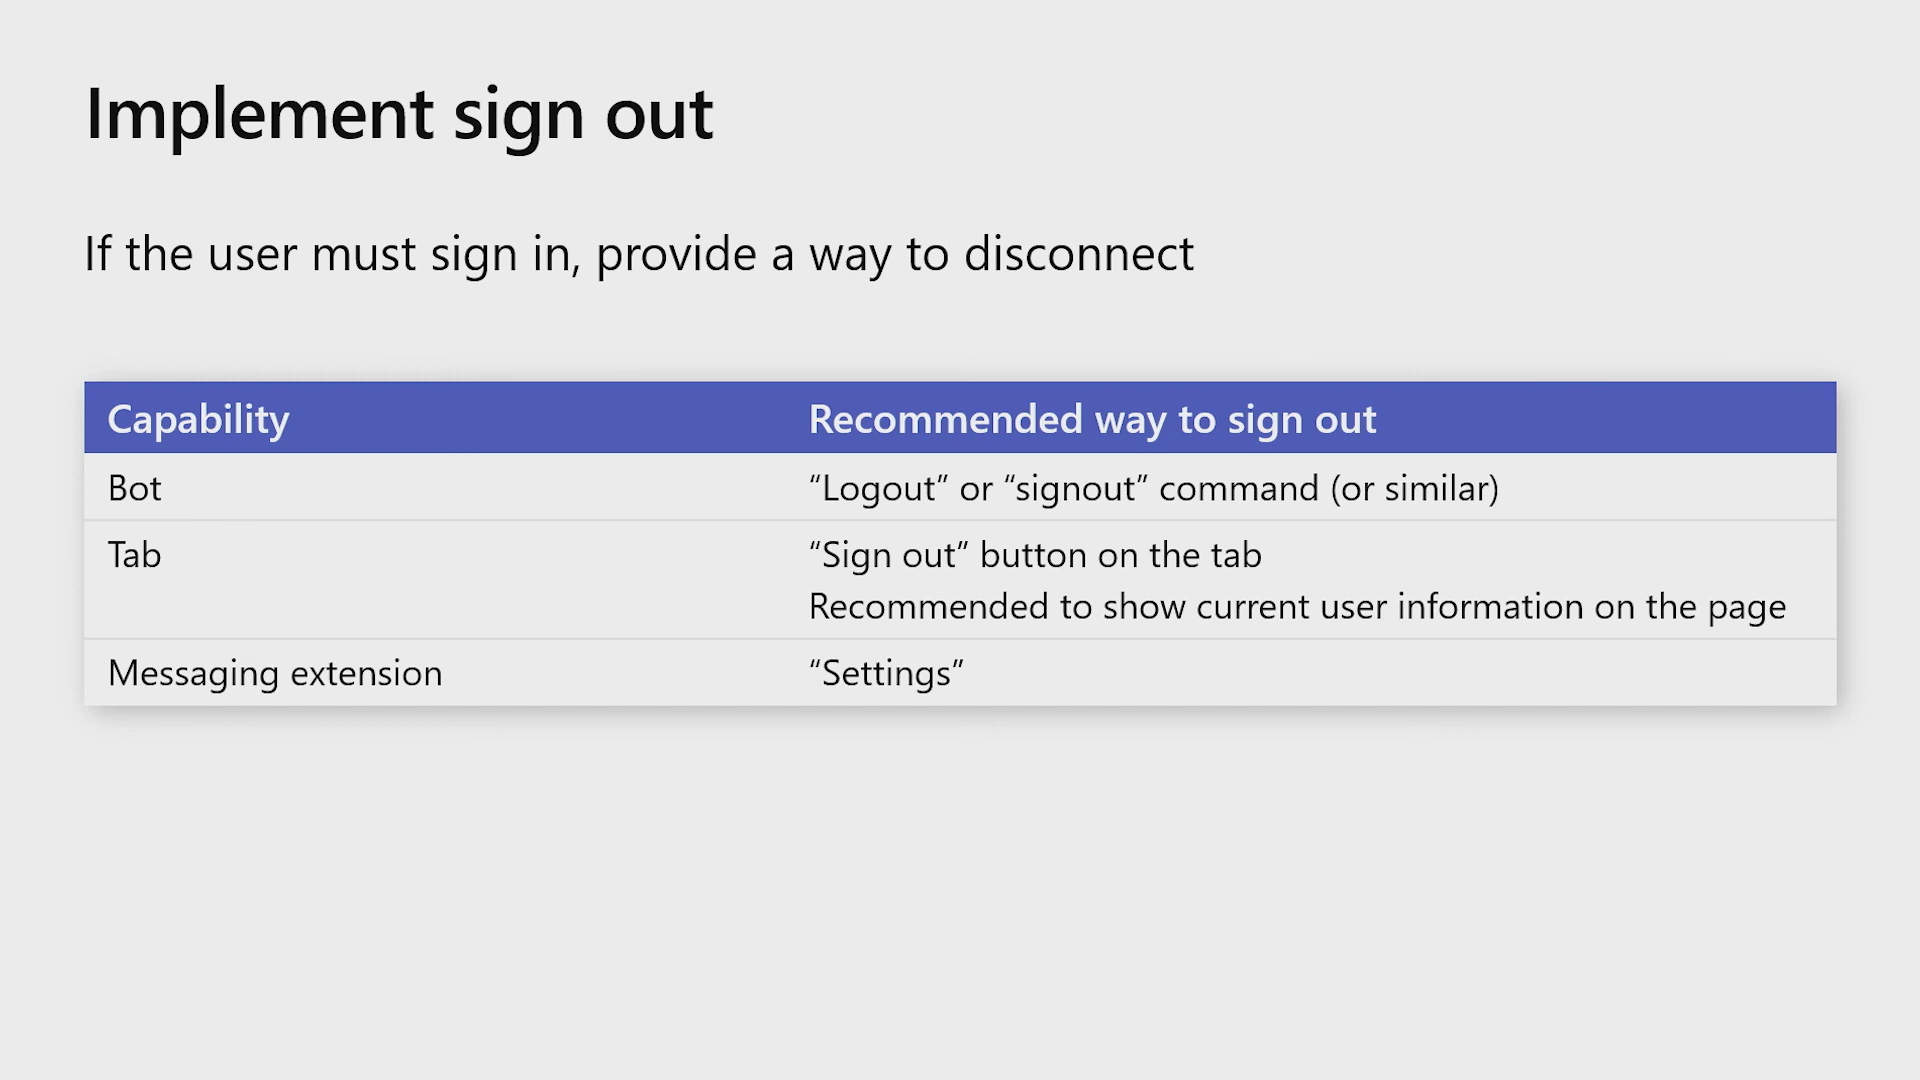 Implement sign out
If the user must sign in, provide a way to disconnect
Capability
Recommended way to sign out
Bot
“Logout” or “signout” command (or similar)
Tab
“Sign out” button on the tab
Recommended to show current user information on the page
Messaging extension
“Settings”